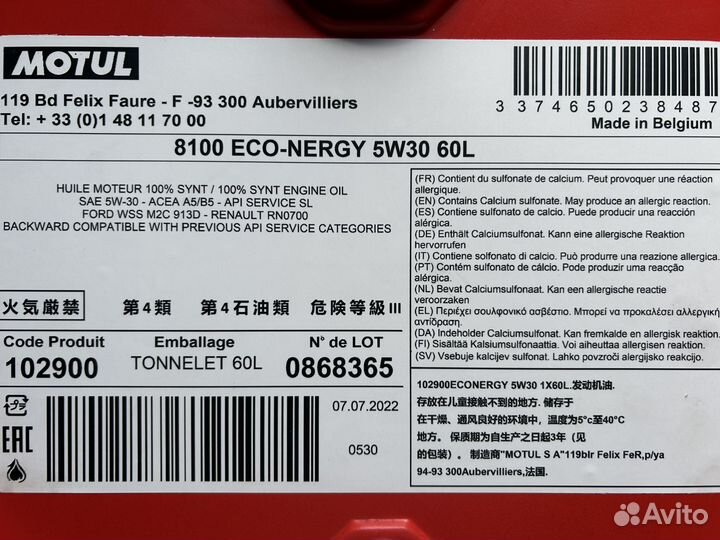 MOTUL
119 Bd Felix Faure - F -93 300 Aubervilliers
Tel: + 33 (0)1 48 11 70 00
3 374650 238487
Made in Belgium
8100 ECO-NERGY 5W30 60L
HUILE MOTEUR 100% SYNT / 100% SYNT ENGINE OIL
SAE 5W-30 - ACEA A5/B5 - API SERVICE SL
FORD WSS M2C 913D - RENAULT RN0700
BACKWARD COMPATIBLE WITH PREVIOUS API SERVICE CATEGORIES
(FR) Contient du sulfonate de calcium. Peut provoquer une réaction
allergique.
(EN) Contains Calcium sulfonate. May produce an allergic reaction.
(ES) Contiene sulfonato de calcio. Puede producir una reacción
alérgica.
(DE) Enthält Calciumsulfonat. Kann eine allergische Reaktion
hervorrufen
(IT) Contiene sulfonato di calcio. Può provocare una reazione allergica.
(PT) Contém sulfonato de cálcio. Pode produzir uma reacção
alérgica.
(NL) Bevat Calciumsulfonat. Kan een allergische reactie
veroorzaken
(EL) Περιέχει σουλφονικό ασβέστιο. Μπορεί να προκαλέσει αλλεργική
αντίδραση.
(DA) Indeholder Calciumsulfonat. Kan fremkalde en allergisk reaktion.
(FI) Sisältää Kalsiumsulfonaattia. Voi aiheuttaa allergisen reaktion.
(SV) Vsebuje kalcijev sulfonat. Lahko povzroči alergijsko reakcijo.
火気厳禁 第4類 第4石油類 危険等級III
Code Produit Emballage N° de LOT
102900 TONNELET 60L 0868365
プラ
07.07.2022
EAC
0530
102900ECONERGY 5W30 1X60L.发动机油.
存放在儿童接触不到的地方. 储存于
在干燥、通风良好的环境中，温度为5°c至40°C
地方。 保质期为自生产之日起3年（见
的包装）。 制造商"MOTUL S A"119blr Felix FeR,p/ya
94-93 300Aubervilliers,法国.
Avito